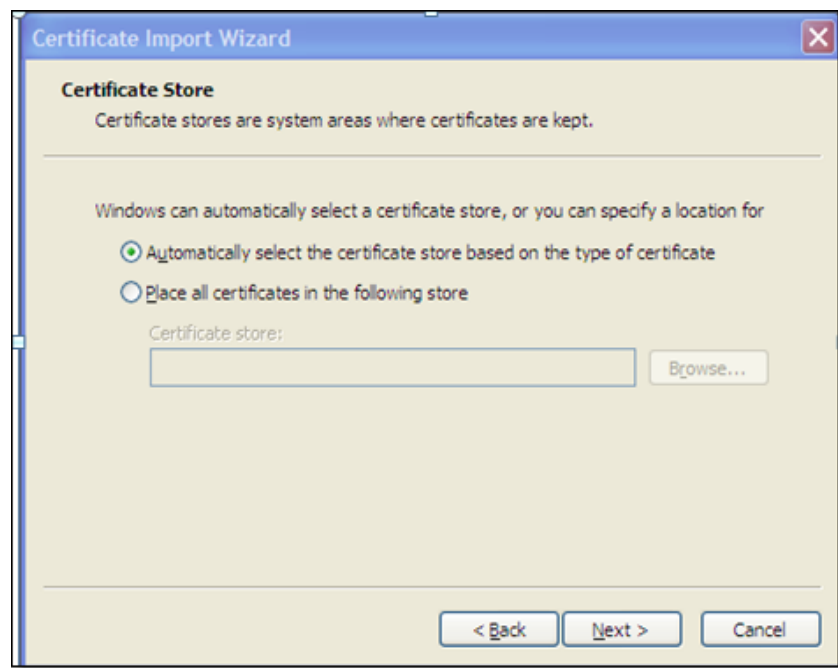 Certificate Import Wizard
Certificate Store
Certificate stores are system areas where certificates are kept.
Windows can automatically select a certificate store, or you can specify a location for
Automatically select the certificate store based on the type of certificate
Place all certificates in the following store
Certificate store:
Browse...
< Back Next > Cancel